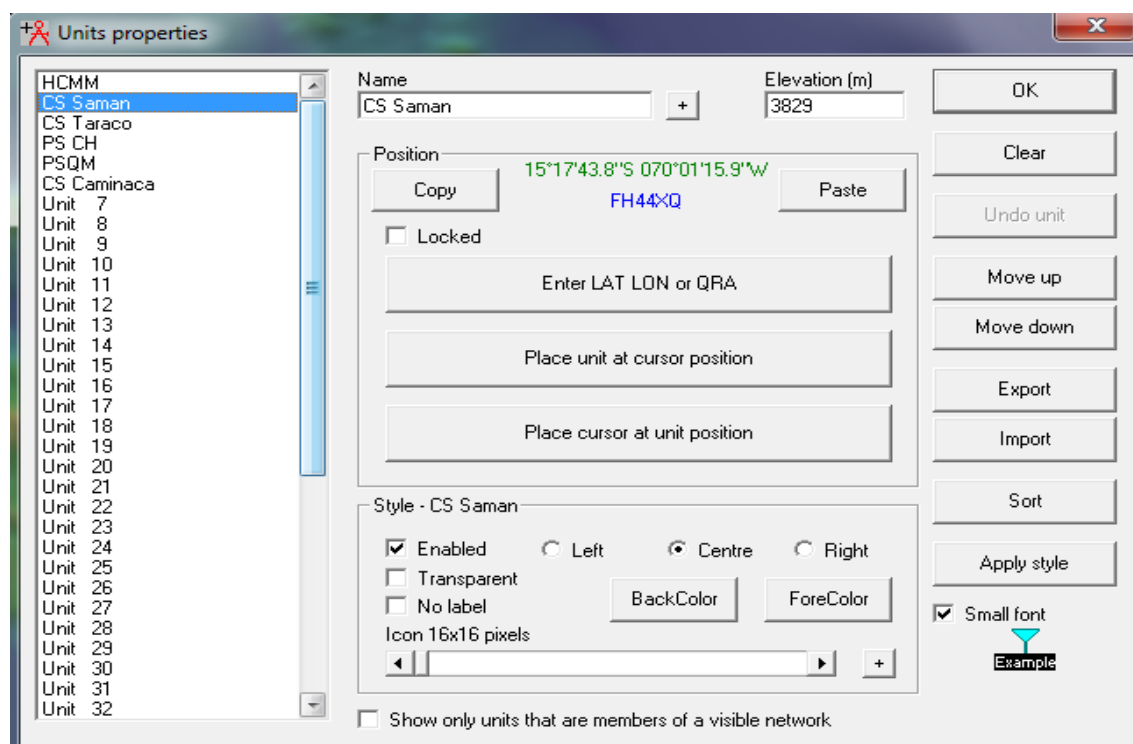 Units properties
x
HCMM
CS Saman
CS Taraco
PS CH
PSQM
CS Caminaca
Unit 7
Unit 8
Unit 9
Unit 10
Unit 11
Unit 12
Unit 13
Unit 14
Unit 15
Unit 16
Unit 17
Unit 18
Unit 19
Unit 20
Unit 21
Unit 22
Unit 23
Unit 24
Unit 25
Unit 26
Unit 27
Unit 28
Unit 29
Unit 30
Unit 31
Unit 32
Name
Elevation (m)
CS Saman
+
3829
Position
Copy
15°17'43.8"S 070°01'15.9"W
FH44XQ
Paste
Locked
Enter LAT LON or QRA
Place unit at cursor position
Place cursor at unit position
Style - CS Saman
Enabled
Left
Centre
Right
Transparent
No label
BackColor
ForeColor
Icon 16x16 pixels
+
Show only units that are members of a visible network
OK
Clear
Undo unit
Move up
Move down
Export
Import
Sort
Apply style
Small font
Example